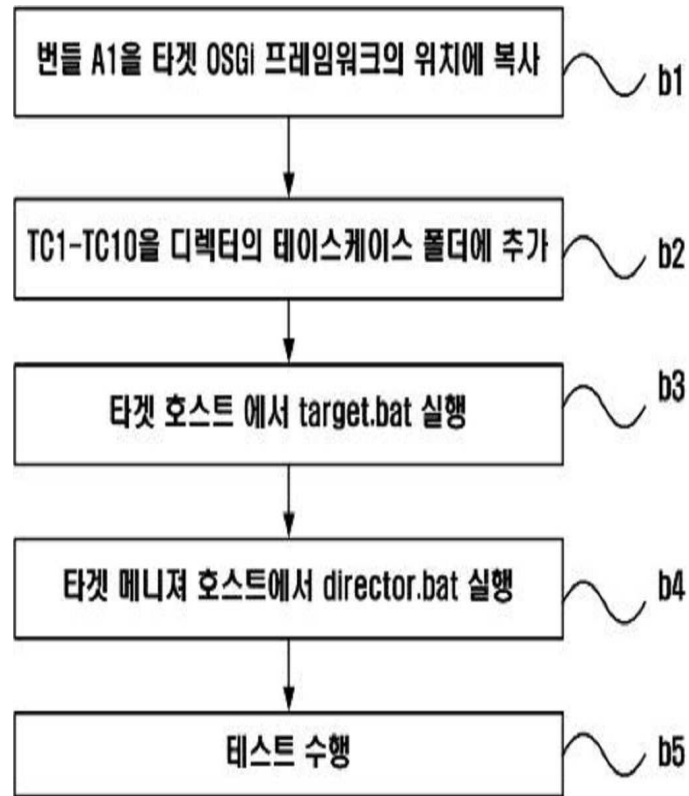 번들 A1을 타겟 OSGi 프레임워크의 위치에 복사
b1
TC1-TC10을 디렉터의 테이스케이스 폴더에 추가
b2
타겟 호스트 에서 target.bat 실행
b3
타겟 메니져 호스트에서 director.bat 실행
b4
테스트 수행
b5